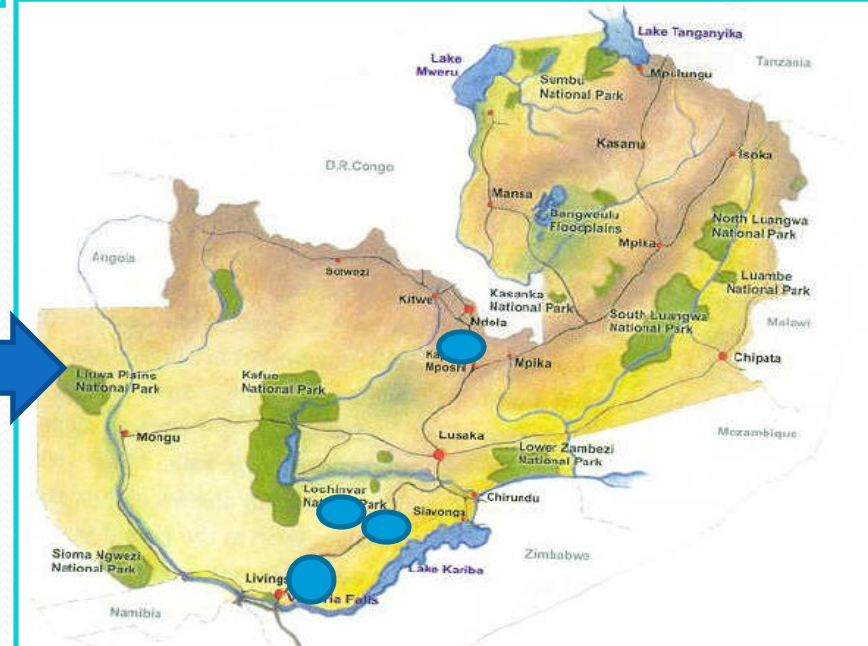 Lake Tanganyika
Lake
Mweru
Tanzania
Mpulungu
Sumbu
National Park
Kasama
Isoka
D.R.Congo
Mansa
Bangweulu
Floodplains
North Luangwa
National Park
Mpika
Angola
Solwezi
Luambe
National Park
Kitwe
Kasanka
National Park
Ndola
South Luangwa
National Park
Malawi
Mposhi
Mpika
Chipata
Liuwa Plains
National Park
Kafue
National Park
Mongu
Lusaka
Mozambique
Lower Zambezi
National Park
Lochinvar
Chirundu
Siavonga
Sioma Ngwezi
National Park
Zimbabwe
Lake Kariba
Falls
Namibia